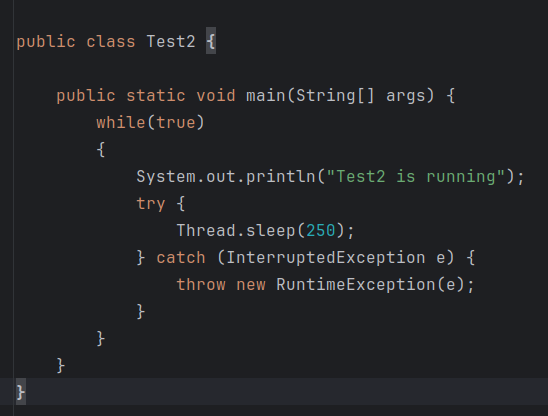 public class Test2 {
    public static void main(String[] args) {
        while(true)
        {
            System.out.println("Test2 is running");
            try {
                Thread.sleep(250);
            } catch (InterruptedException e) {
                throw new RuntimeException(e);
            }
        }
    }
}